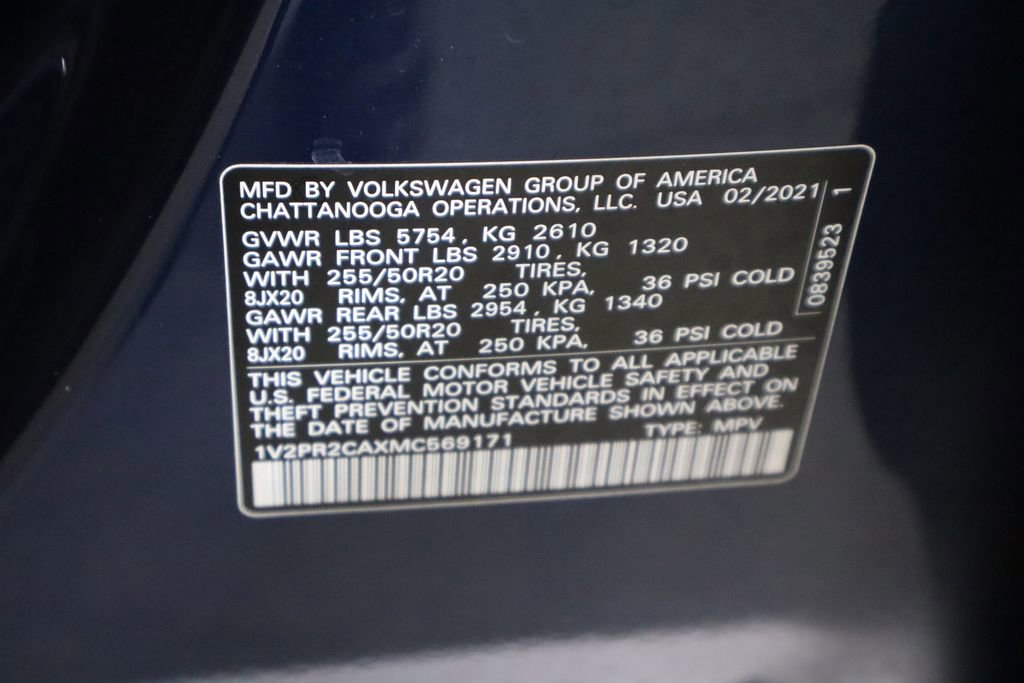 MFD BY VOLKSWAGEN GROUP OF AMERICA
CHATTANOOGA OPERATIONS, LLC. USA 02/2021
GVWR LBS 5754, KG 2610
GAWR FRONT LBS 2910, KG 1320
WITH 255/50R20 TIRES,
8JX20 RIMS, AT 250 KPA, 36 PSI COLD
GAWR REAR LBS 2954, KG 1340
WITH 255/50R20 TIRES,
8JX20 RIMS, AT 250 KPA, 36 PSI COLD
THIS VEHICLE CONFORMS TO ALL APPLICABLE
U.S. FEDERAL MOTOR VEHICLE SAFETY AND
THEFT PREVENTION STANDARDS IN EFFECT ON
THE DATE OF MANUFACTURE SHOWN ABOVE.
1V2PR2CAXMC569171 TYPE: MPV
0839523 1